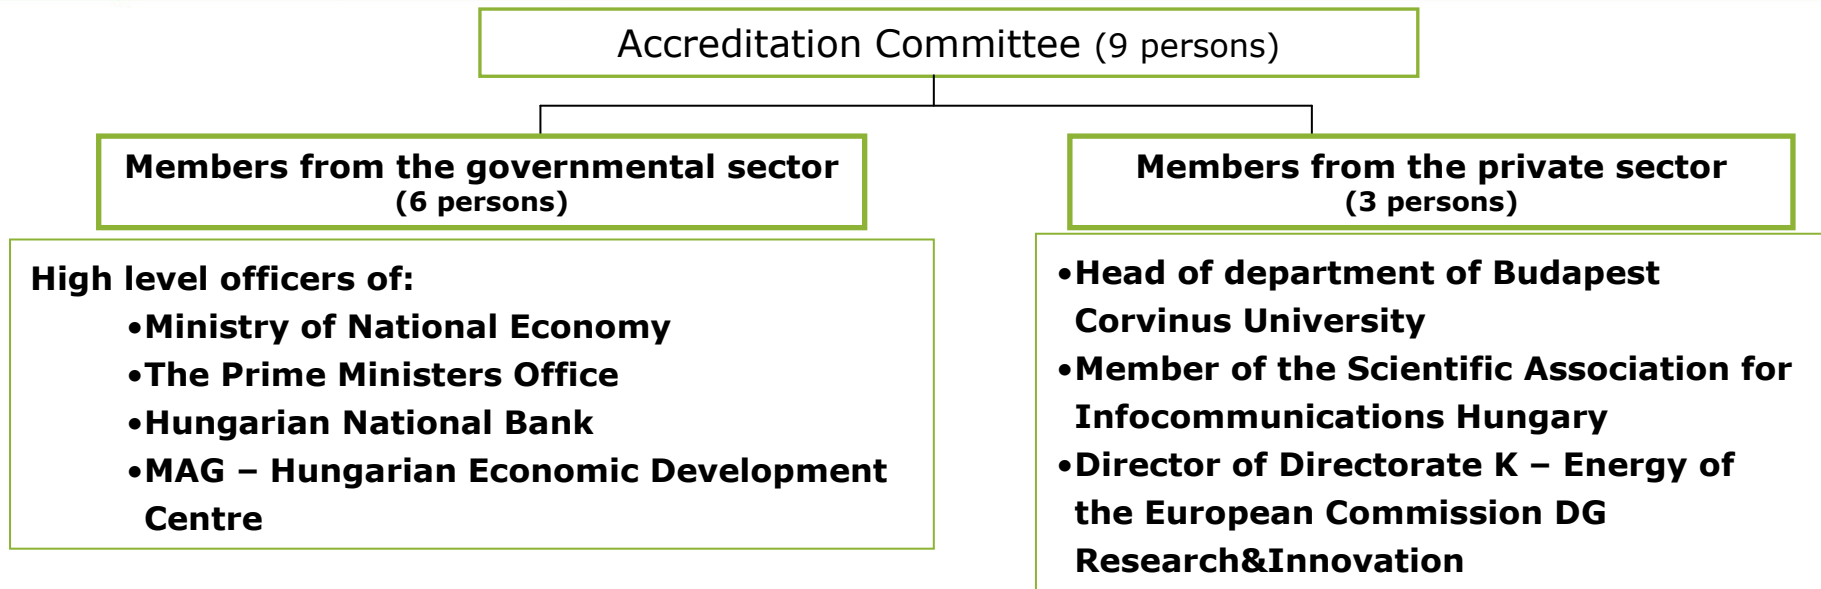 Accreditation Committee (9 persons)
Members from the governmental sector
(6 persons)
High level officers of:
•Ministry of National Economy
•The Prime Ministers Office
•Hungarian National Bank
•MAG – Hungarian Economic Development
Centre
Members from the private sector
(3 persons)
•Head of department of Budapest
Corvinus University
•Member of the Scientific Association for
Infocommunications Hungary
•Director of Directorate K – Energy of
the European Commission DG
Research&Innovation